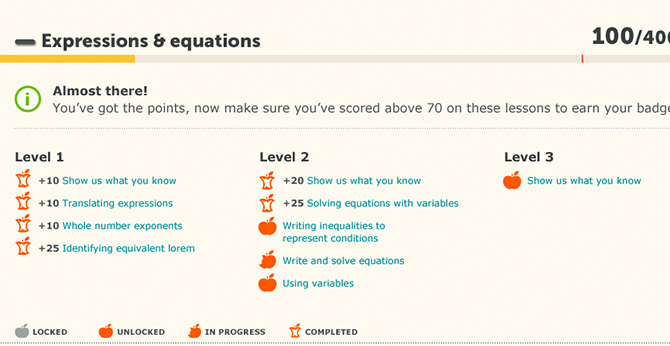 Expressions & equations
100/400
Almost there!
You've got the points, now make sure you've scored above 70 on these lessons to earn your badge
Level 1
+10 Show us what you know
+10 Translating expressions
+10 Whole number exponents
+25 Identifying equivalent lorem
Level 2
+20 Show us what you know
+25 Solving equations with variables
Writing inequalities to
represent conditions
Write and solve equations
Using variables
Level 3
Show us what you know
LOCKED UNLOCKED IN PROGRESS COMPLETED